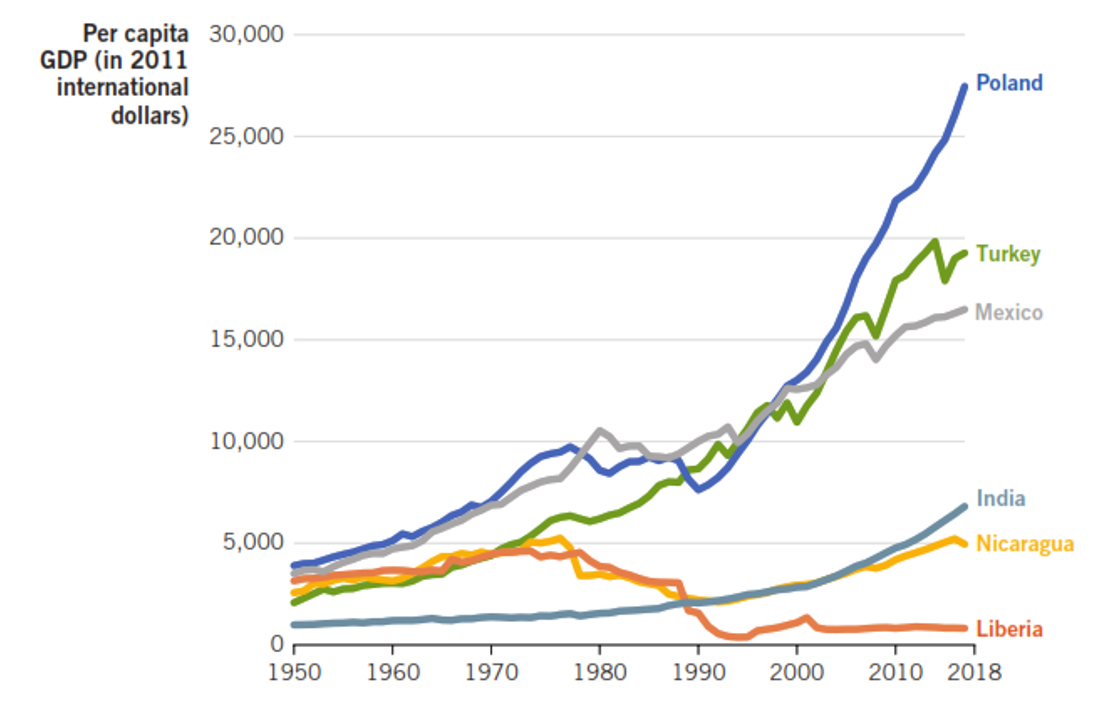 Per capita
GDP (in 2011
international
dollars)
30,000
25,000
20,000
15,000
10,000
5,000
0
1950 1960 1970 1980 1990 2000 2010 2018
Poland
Turkey
Mexico
India
Nicaragua
Liberia